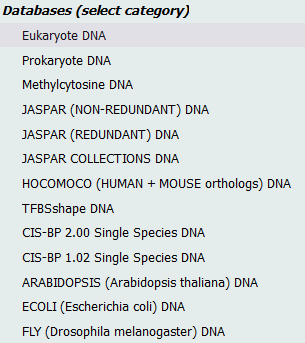 Databases (select category)
Eukaryote DNA
Prokaryote DNA
Methylcytosine DNA
JASPAR (NON-REDUNDANT) DNA
JASPAR (REDUNDANT) DNA
JASPAR COLLECTIONS DNA
HOCOMOCO (HUMAN + MOUSE orthologs) DNA
TFBSshape DNA
CIS-BP 2.00 Single Species DNA
CIS-BP 1.02 Single Species DNA
ARABIDOPSIS (Arabidopsis thaliana) DNA
ECOLI (Escherichia coli) DNA
FLY (Drosophila melanogaster) DNA